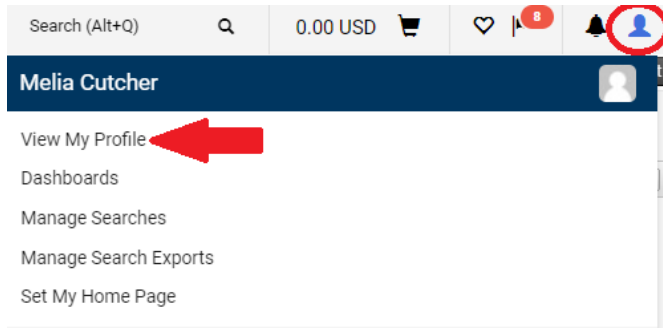 Search (Alt+Q) 0.00 USD 8
Melia Cutcher
View My Profile
Dashboards
Manage Searches
Manage Search Exports
Set My Home Page